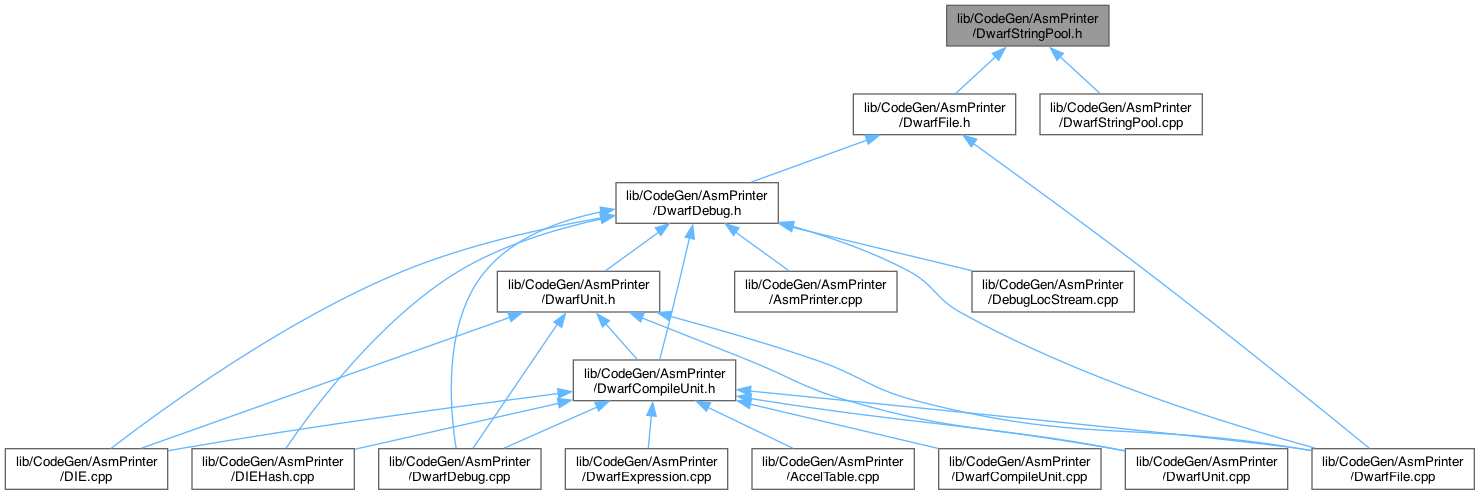 lib/CodeGen/AsmPrinter
/DwarfStringPool.h
lib/CodeGen/AsmPrinter
/DwarfFile.h
lib/CodeGen/AsmPrinter
/DwarfStringPool.cpp
lib/CodeGen/AsmPrinter
/DwarfDebug.h
lib/CodeGen/AsmPrinter
/DwarfUnit.h
lib/CodeGen/AsmPrinter
/AsmPrinter.cpp
lib/CodeGen/AsmPrinter
/DebugLocStream.cpp
lib/CodeGen/AsmPrinter
/DwarfCompileUnit.h
lib/CodeGen/AsmPrinter
/DIE.cpp
lib/CodeGen/AsmPrinter
/DIEHash.cpp
lib/CodeGen/AsmPrinter
/DwarfDebug.cpp
lib/CodeGen/AsmPrinter
/DwarfExpression.cpp
lib/CodeGen/AsmPrinter
/AccelTable.cpp
lib/CodeGen/AsmPrinter
/DwarfCompileUnit.cpp
lib/CodeGen/AsmPrinter
/DwarfUnit.cpp
lib/CodeGen/AsmPrinter
/DwarfFile.cpp